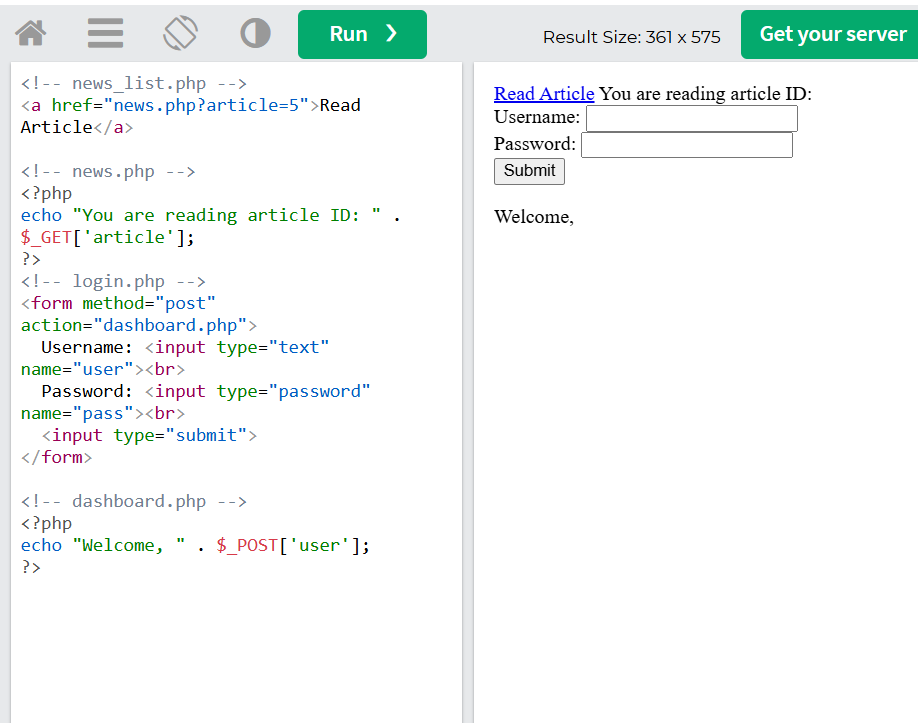 Run ❯
Result Size: 361 x 575
Get your server
<!-- news_list.php -->
<a href="news.php?article=5">Read
Article</a>
<!-- news.php -->
<?php
echo "You are reading article ID: " .
$_GET['article'];
?>
<!-- login.php -->
<form method="post"
action="dashboard.php">
  Username: <input type="text"
name="user"><br>
  Password: <input type="password"
name="pass"><br>
  <input type="submit">
</form>
<!-- dashboard.php -->
<?php
echo "Welcome, " . $_POST['user'];
?>
Read Article You are reading article ID:
Username:
Password:
Submit
Welcome,